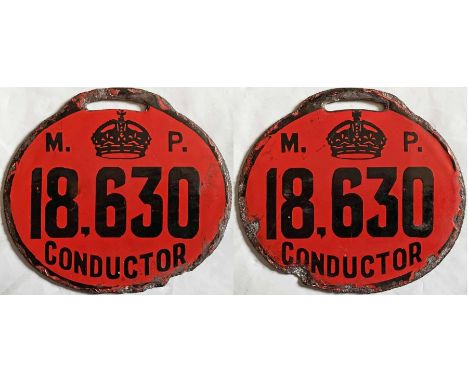 M. P.
18,630
CONDUCTOR
M. P.
18,630
CONDUCTOR